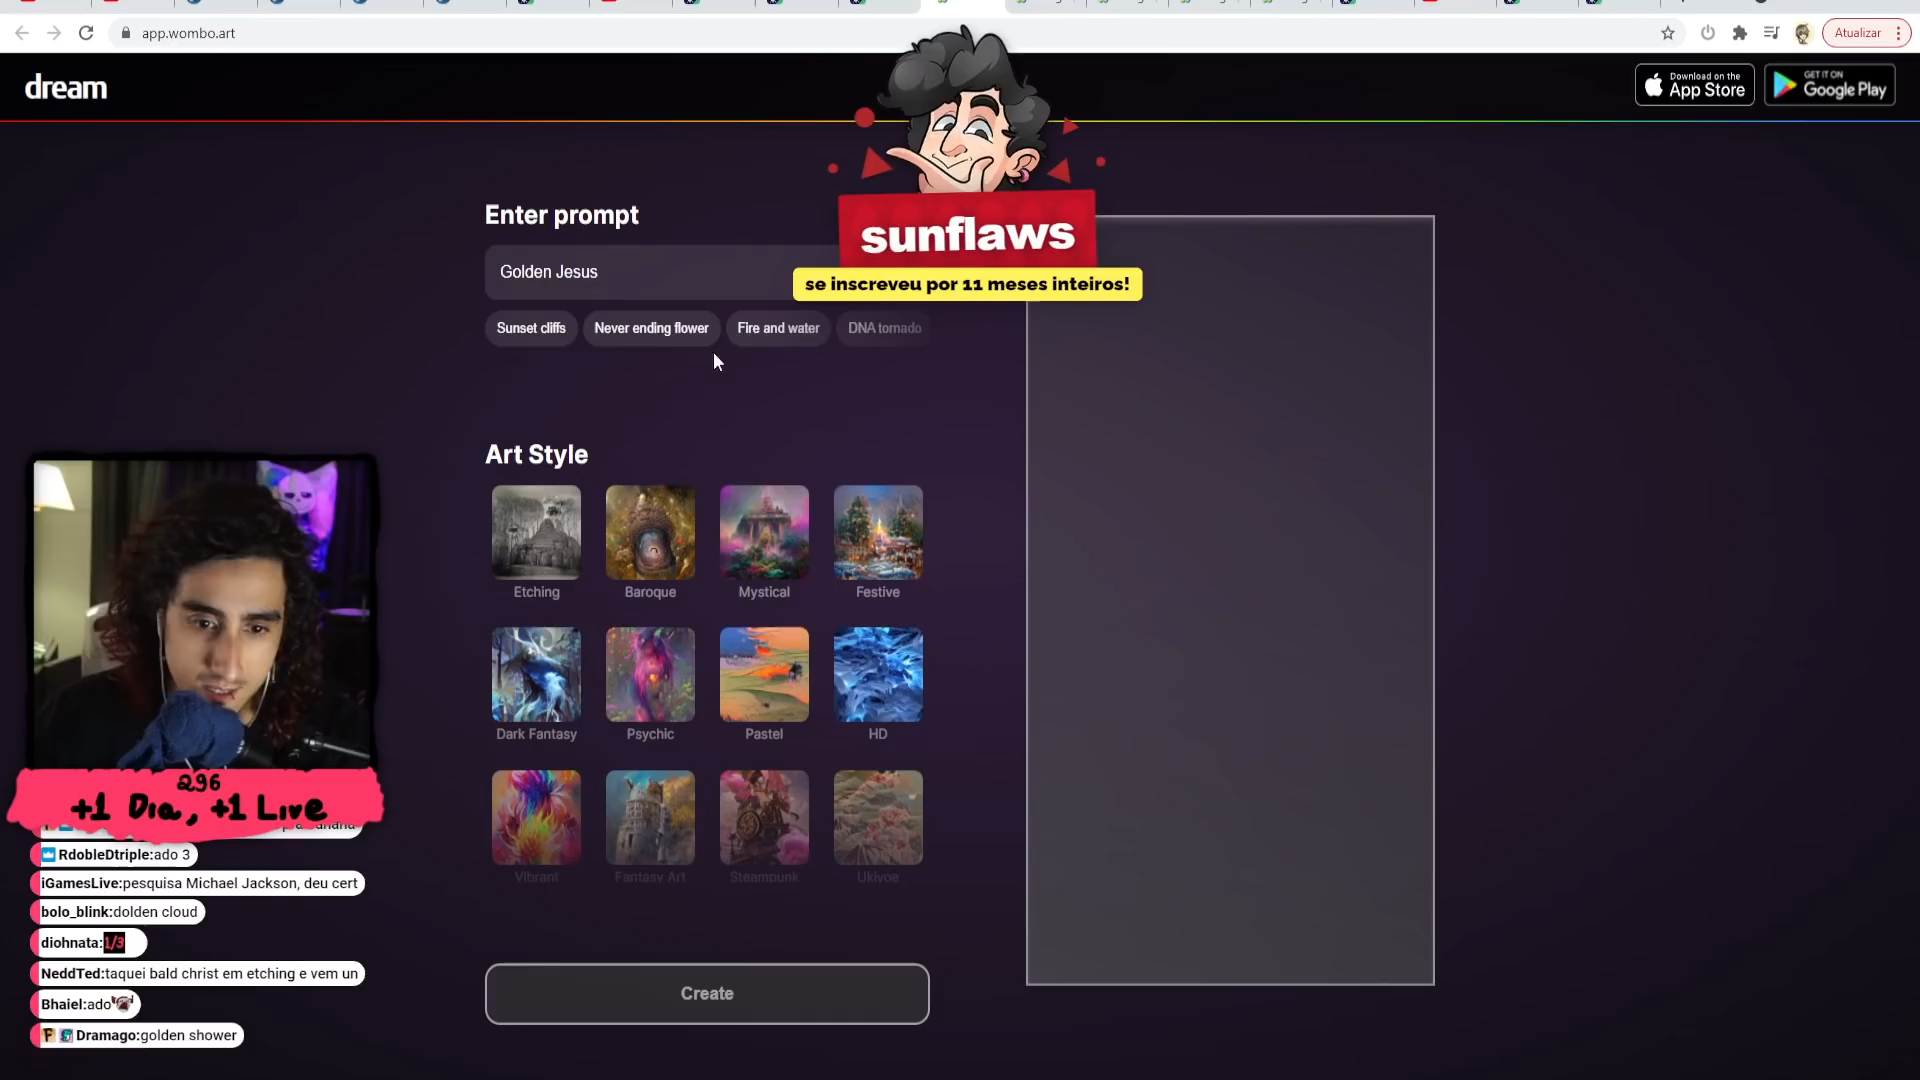 app.wombo.art
Atualizar
dream
Download on the
App Store
GET IT ON
Google Play
Enter prompt
Golden Jesus
sunflaws
se inscreveu por 11 meses inteiros!
Sunset cliffs
Never ending flower
Fire and water
DNA tornado
Art Style
Etching
Baroque
Mystical
Festive
Dark Fantasy
Psychic
Pastel
HD
Vibrant
Fantasy Art
Steampunk
Ukiyoe
Create
296
+1 Dia, +1 Live
RdobleDtriple:ado 3
iGamesLive:pesquisa Michael Jackson, deu cert
bolo_blink:dolden cloud
diohnata:1/3
NeddTed:taquei bald christ em etching e vem un
Bhaiel:ado
Dramago:golden shower